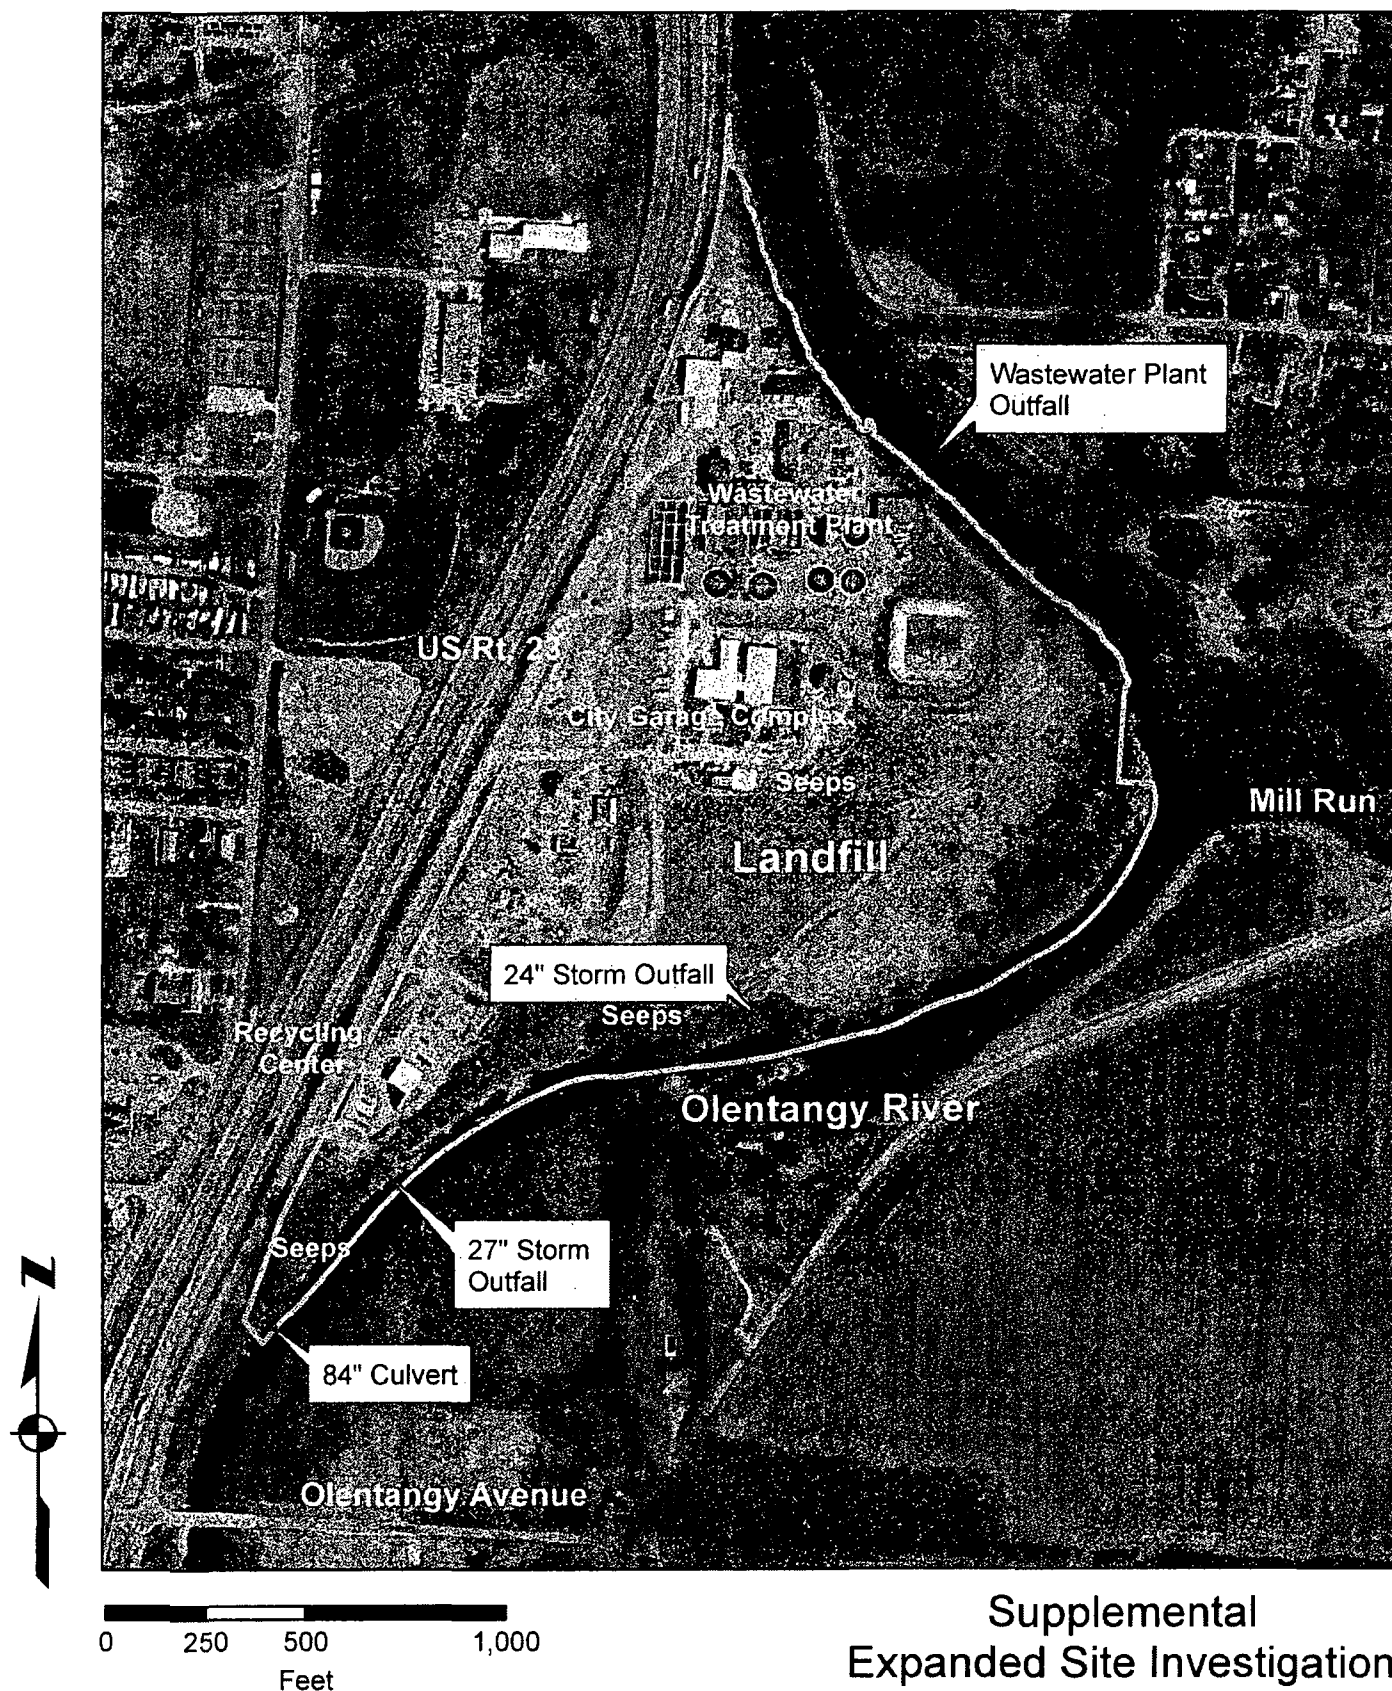 Wastewater Plant
Outfall
Wastewater
Treatment Plant
US Rt. 23
City Garage Complex
Seeps
Mill Run
Landfill
24" Storm Outfall
Seeps
Recycling
Center
Olentangy River
Seeps
27" Storm
Outfall
84" Culvert
Olentangy Avenue
N
0 250 500 1,000
Feet
Supplemental
Expanded Site Investigation